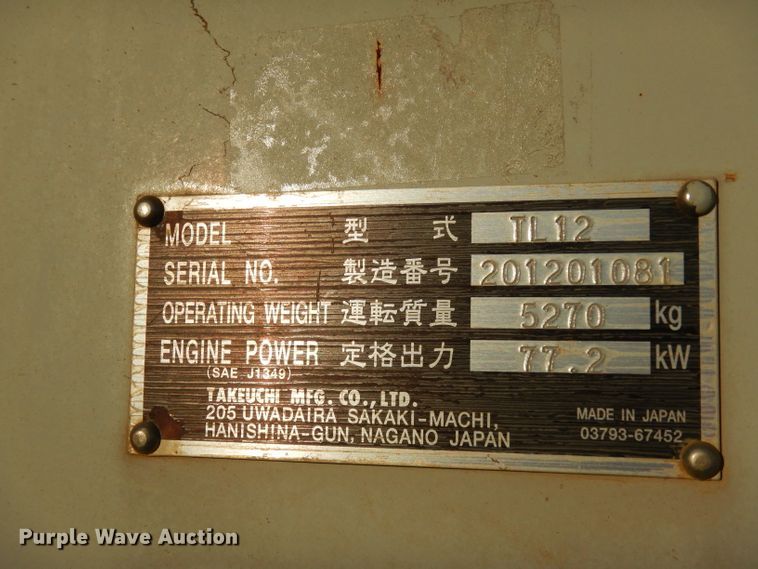 MODEL 型 式 TL12
SERIAL NO. 製造番号 201201081
OPERATING WEIGHT 運転質量 5270 kg
ENGINE POWER 定格出力 77.2 kW
(SAE J1349)
TAKEUCHI MFG. CO., LTD.
205 UWADAIRA SAKAKI-MACHI,
HANISHINA-GUN, NAGANO JAPAN
MADE IN JAPAN
03793-67452
Purple Wave Auction